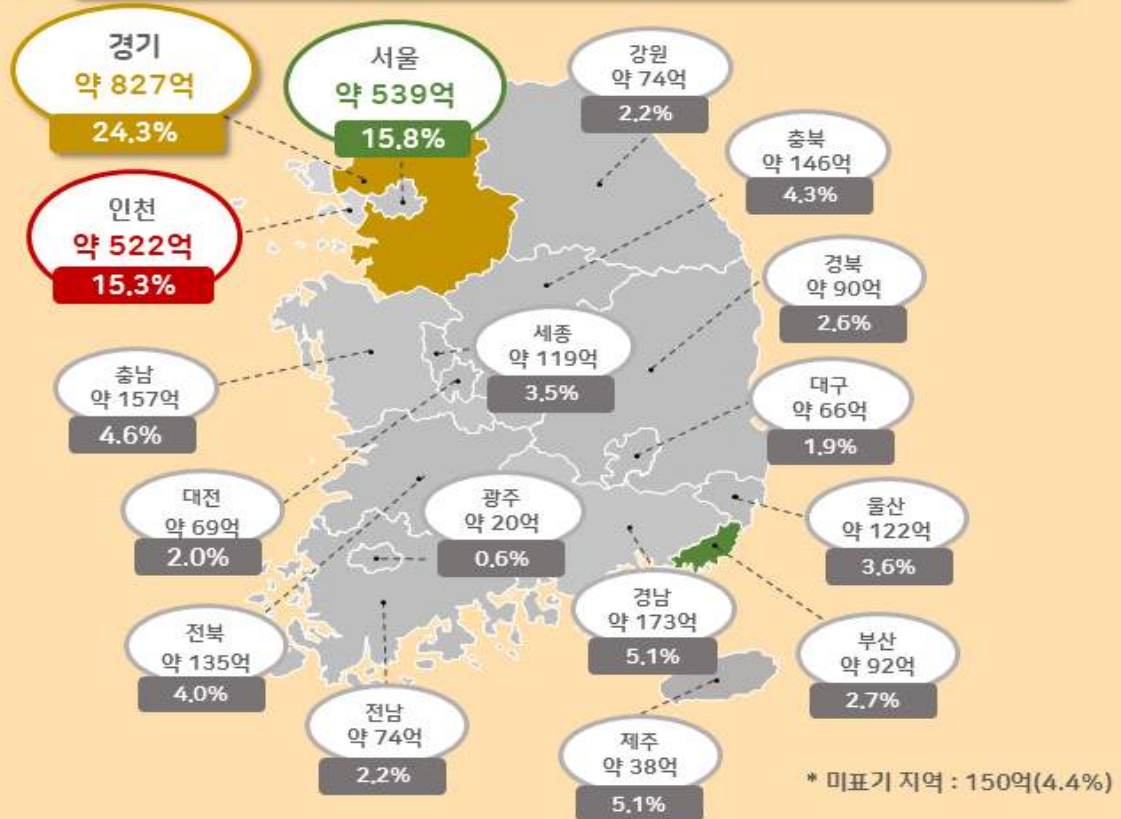 경기
약 827억
24.3%
서울
약 539억
15.8%
강원
약 74억
2.2%
충북
약 146억
4.3%
인천
약 522억
15.3%
경북
약 90억
2.6%
세종
약 119억
3.5%
충남
약 157억
4.6%
대구
약 66억
1.9%
대전
약 69억
2.0%
광주
약 20억
0.6%
울산
약 122억
3.6%
경남
약 173억
5.1%
전북
약 135억
4.0%
부산
약 92억
2.7%
전남
약 74억
2.2%
제주
약 38억
5.1%
* 미표기 지역 : 150억(4.4%)